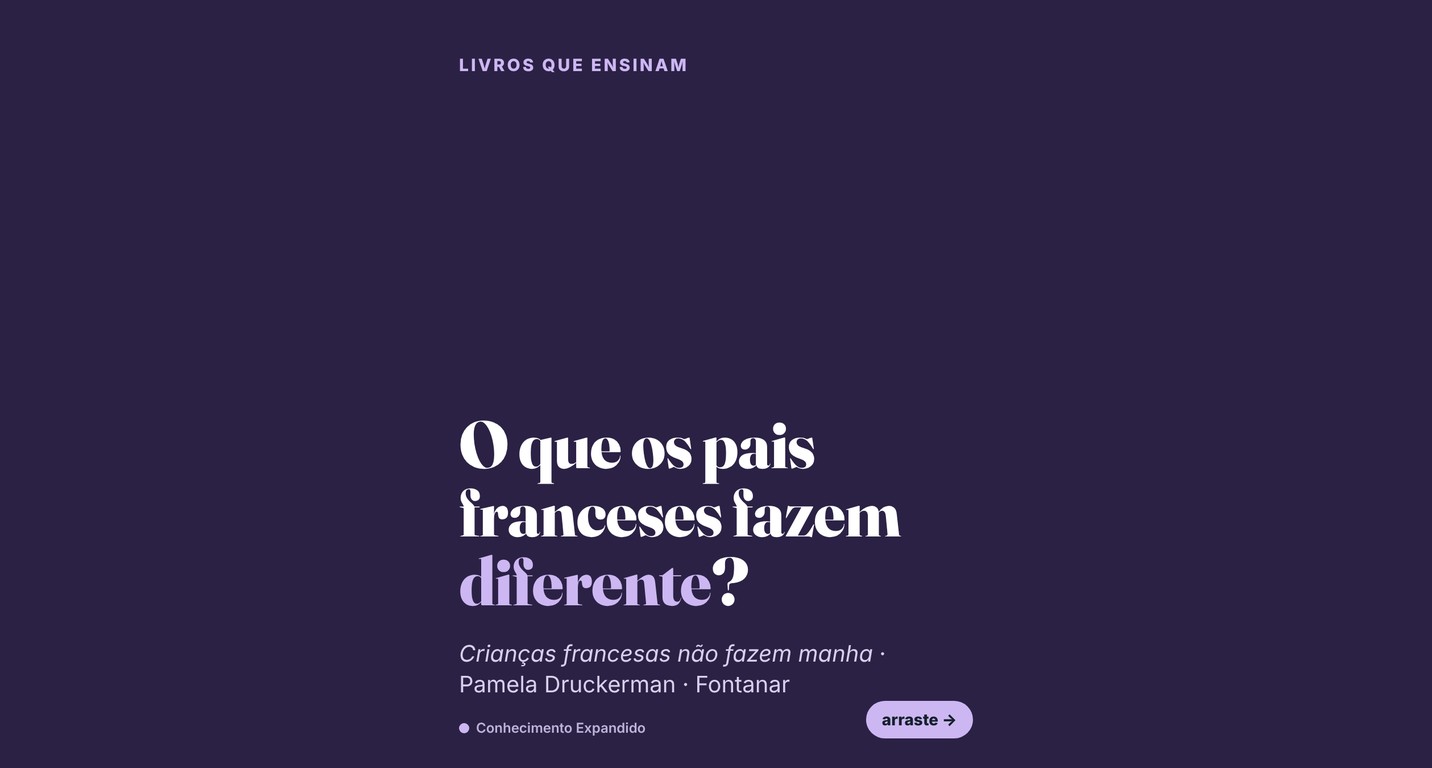 LIVROS QUE ENSINAM
O que os pais
franceses fazem
diferente?
Crianças francesas não fazem manha ·
Pamela Druckerman · Fontanar
Conhecimento Expandido
arraste →